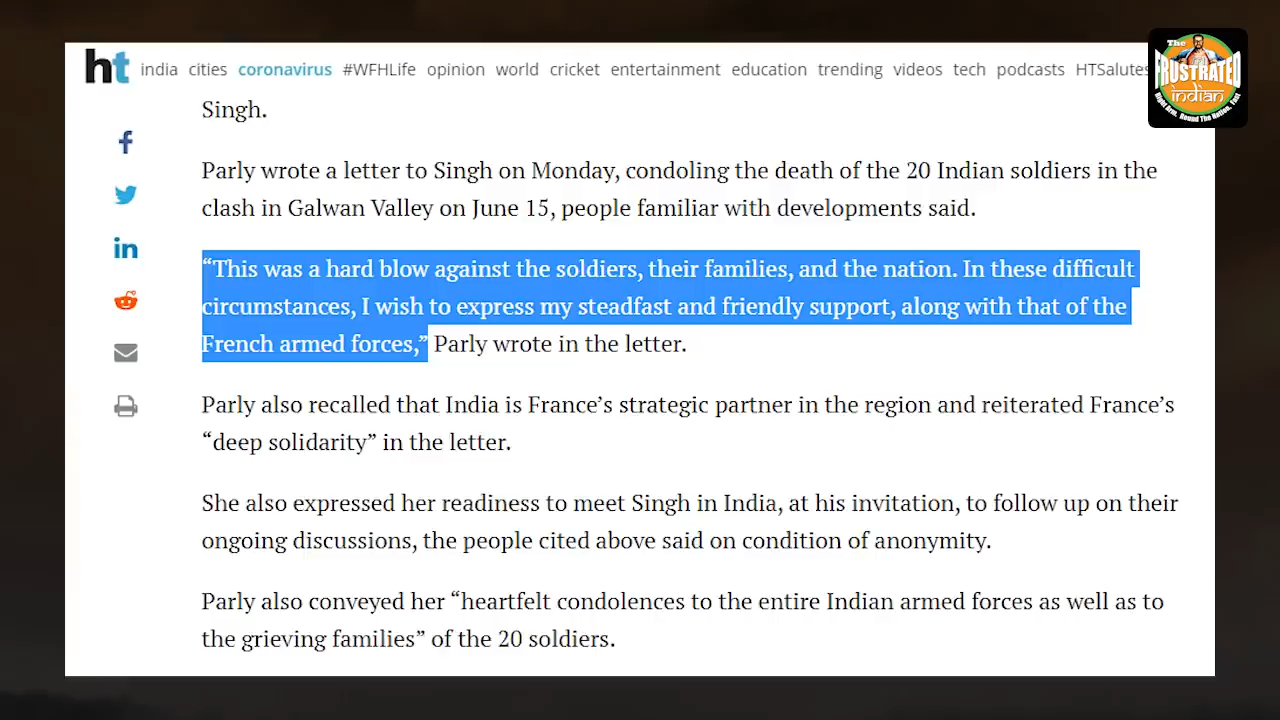 ht india cities coronavirus #WFHLife opinion world cricket entertainment education trending videos tech podcasts HTSalutes
The
FRUSTRATED
indian
Right Arm. Round The Nation. Fast
Singh.
Parly wrote a letter to Singh on Monday, condoling the death of the 20 Indian soldiers in the
clash in Galwan Valley on June 15, people familiar with developments said.
“This was a hard blow against the soldiers, their families, and the nation. In these difficult
circumstances, I wish to express my steadfast and friendly support, along with that of the
French armed forces,” Parly wrote in the letter.
Parly also recalled that India is France’s strategic partner in the region and reiterated France’s
“deep solidarity” in the letter.
She also expressed her readiness to meet Singh in India, at his invitation, to follow up on their
ongoing discussions, the people cited above said on condition of anonymity.
Parly also conveyed her “heartfelt condolences to the entire Indian armed forces as well as to
the grieving families” of the 20 soldiers.